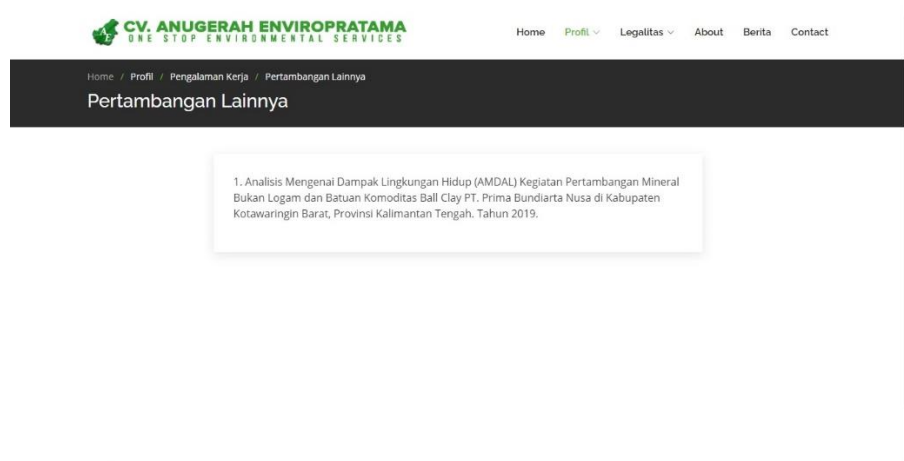 CV. ANUGERAH ENVIROPRATAMA
ONE STOP ENVIRONMENTAL SERVICES
Home Profil Legalitas About Berita Contact
Home / Profil / Pengalaman Kerja / Pertambangan Lainnya
Pertambangan Lainnya
1. Analisis Mengenai Dampak Lingkungan Hidup (AMDAL) Kegiatan Pertambangan Mineral
Bukan Logam dan Batuan Komoditas Ball Clay PT. Prima Bundiarta Nusa di Kabupaten
Kotawaringin Barat, Provinsi Kalimantan Tengah. Tahun 2019.